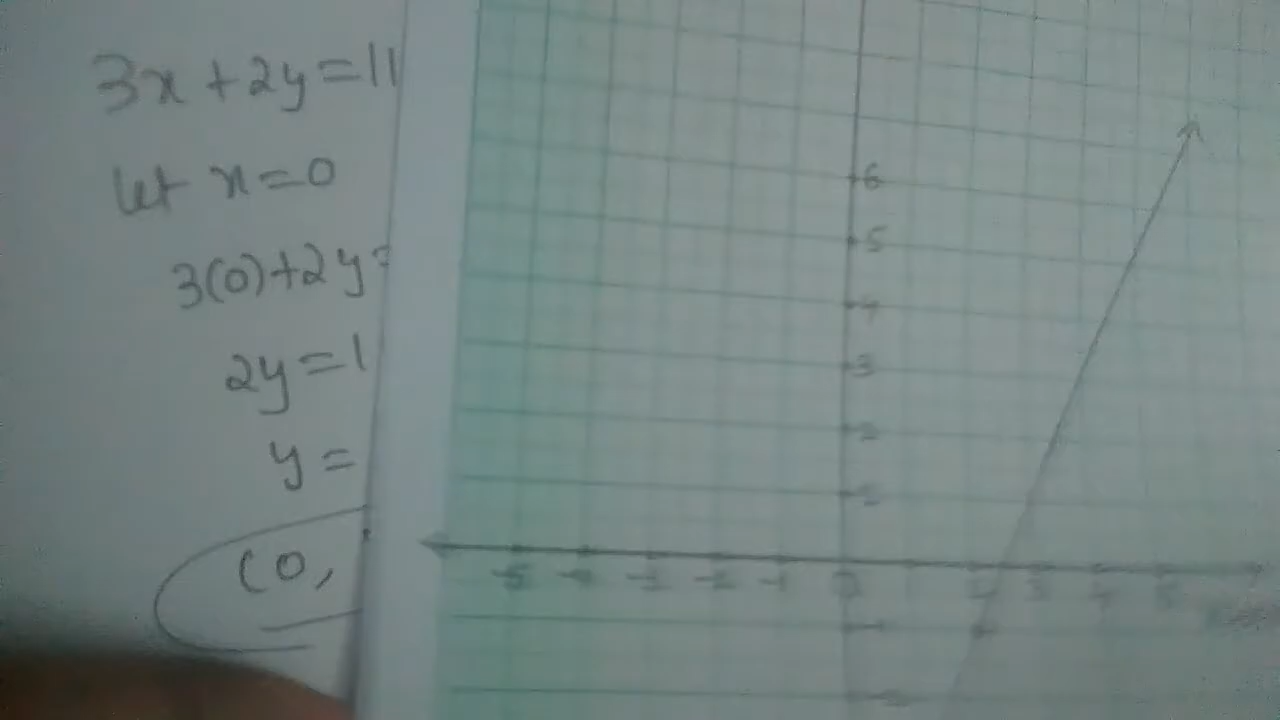 3x+2y=11
let x=0
3(0)+2y=
2y=1
y=
(0,
6
5
4
3
2
1
-5 -4 -3 -2 -1 0 2 3 4 5